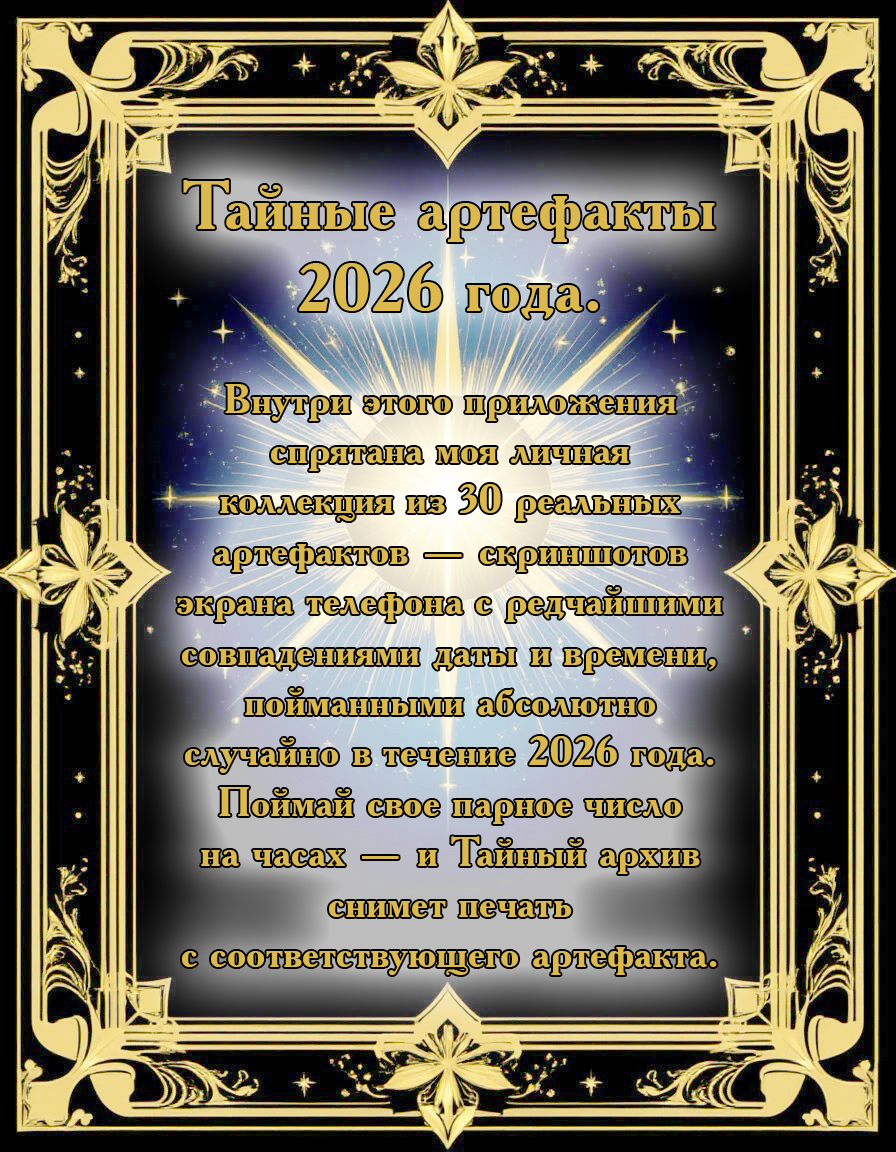 Тайные артефакты
2026 года.
Внутри этого приложения
спрятана моя личная
коллекция из 30 реальных
артефактов — скриншотов
экрана телефона с редчайшими
совпадениями даты и времени,
пойманными абсолютно
случайно в течение 2026 года.
Поймай свое парное число
на часах — и Тайный архив
снимет печать
с соответствующего артефакта.